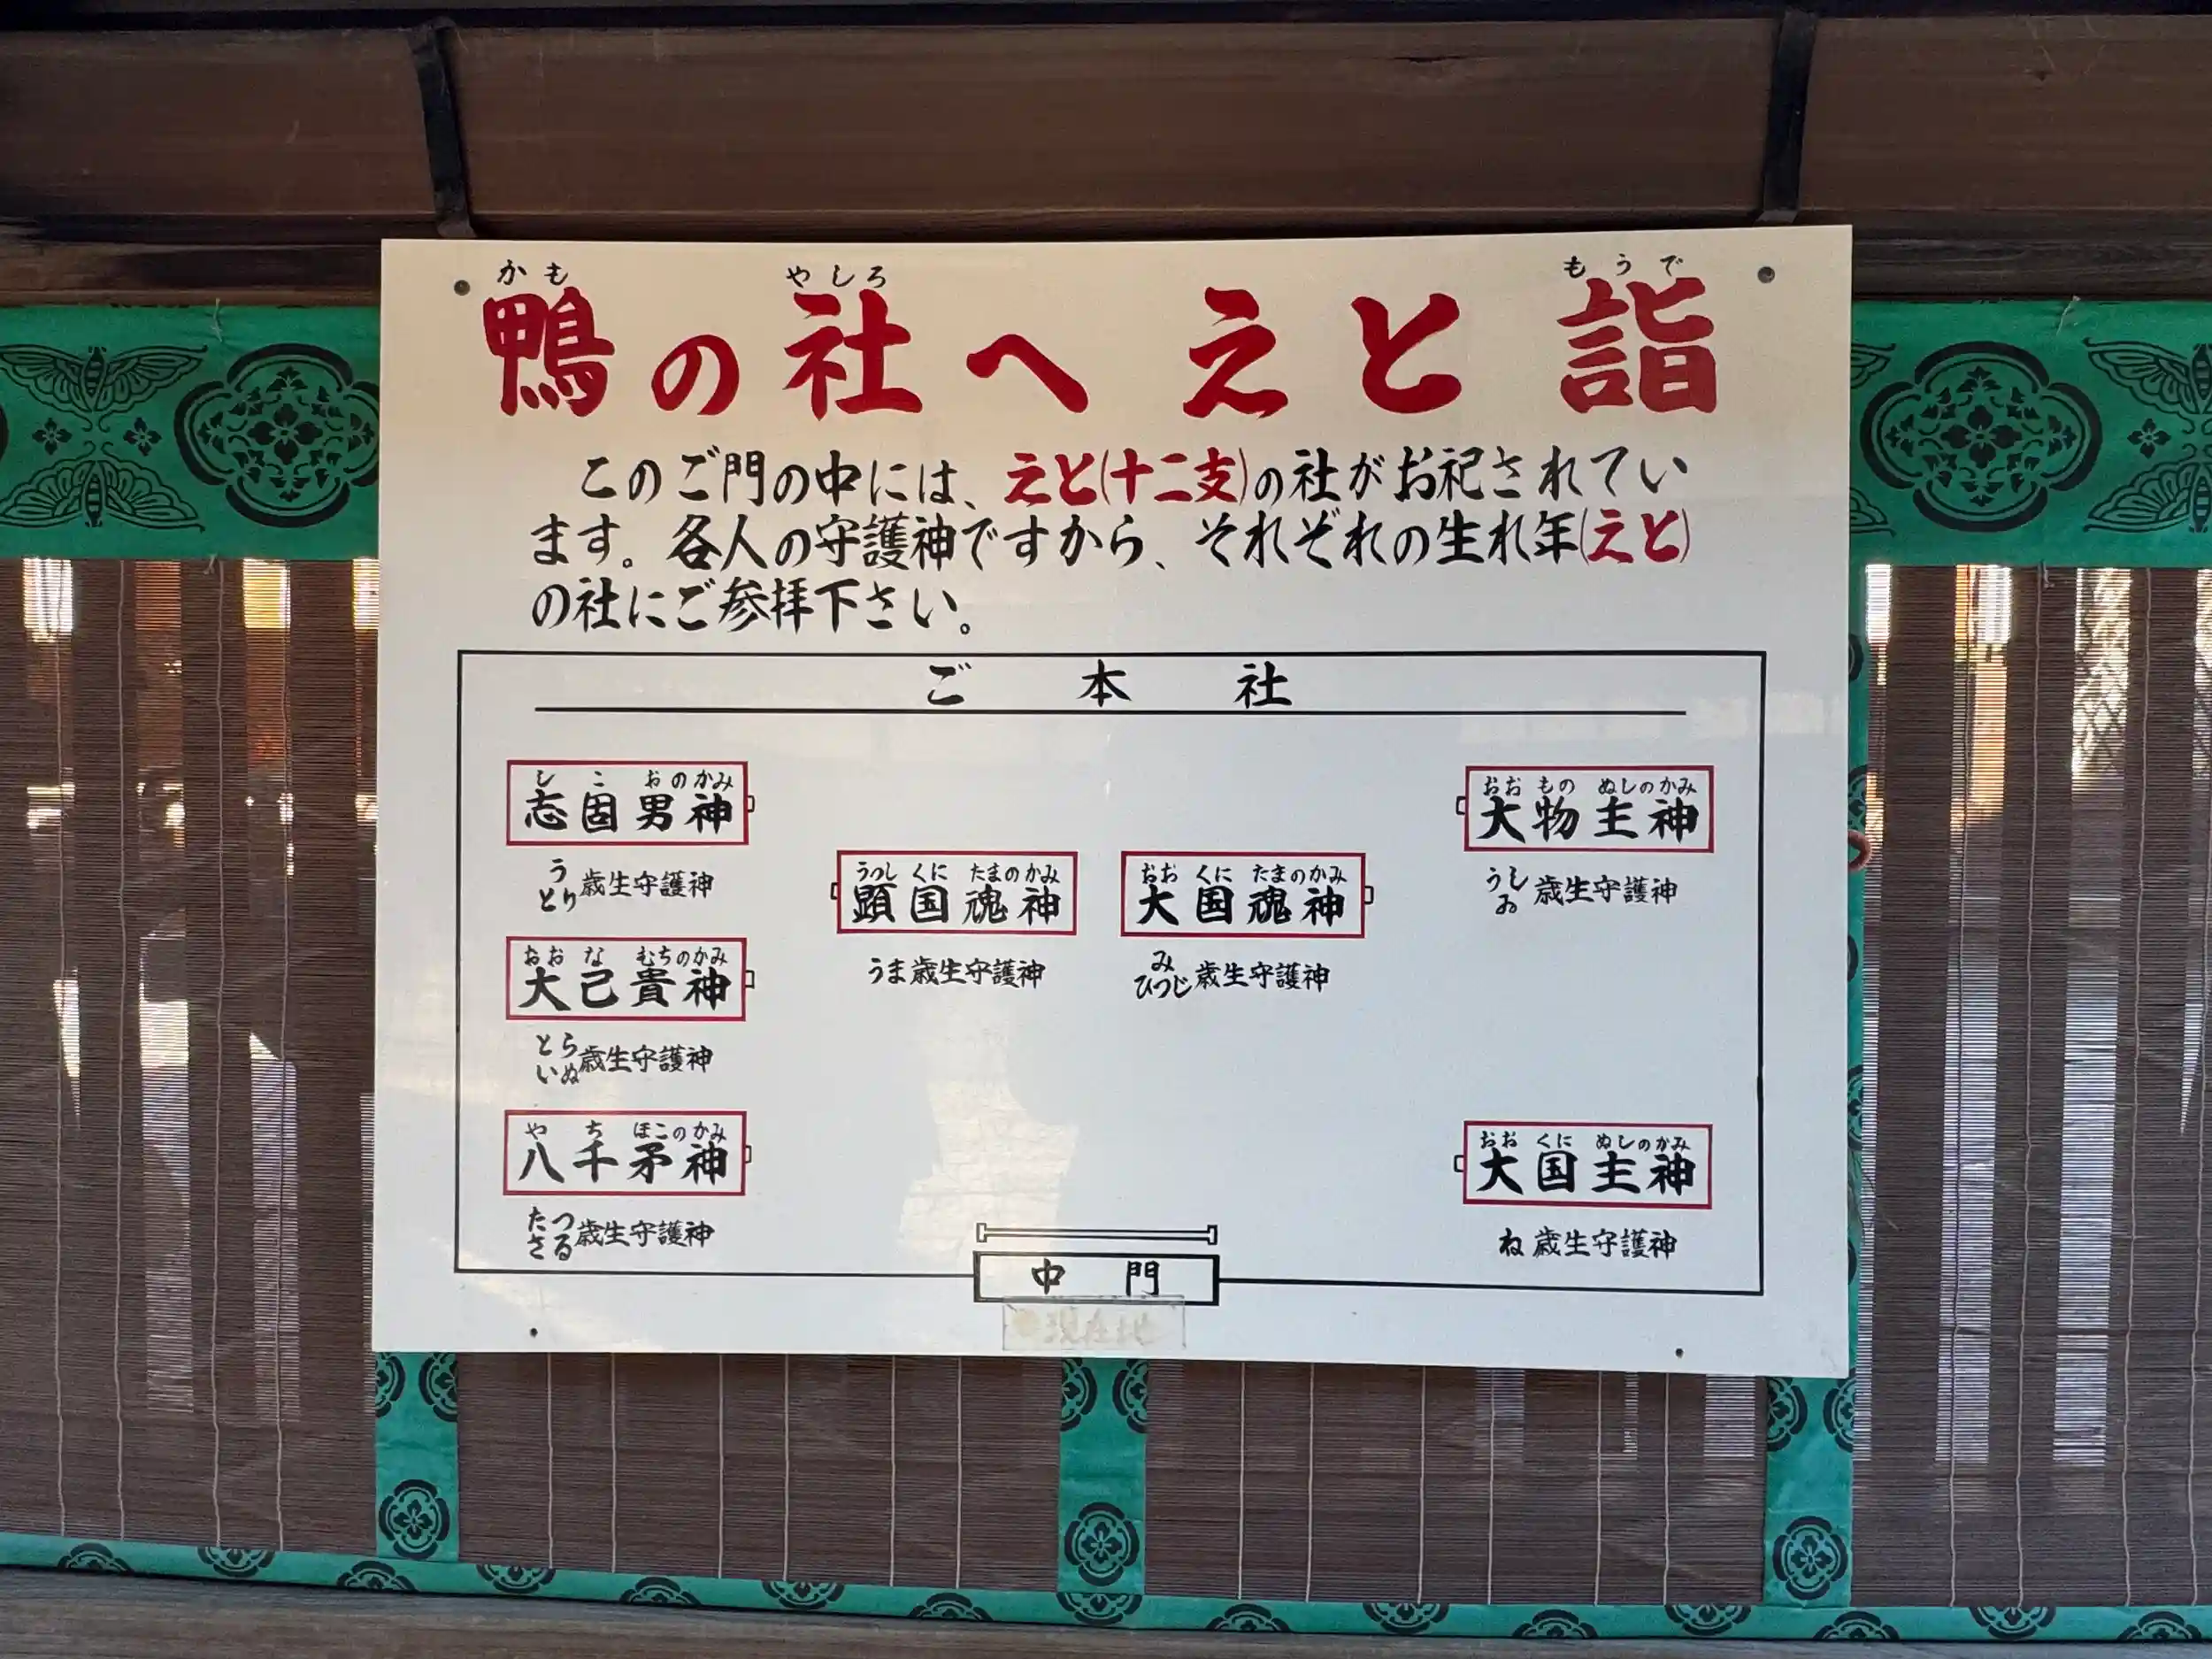 かも やしろ もうで
鴨の社へ えと 詣
このご門の中には、えと(十二支)の社がお祀されてい
ます。各人の守護神ですから、それぞれの生れ年(えと)
の社にご参拝下さい。
ご本社
しこおのかみ
志固男神
う
とり
歳生守護神
おおなむちのかみ
大己貴神
とら
いぬ
歳生守護神
やちほこのかみ
八千矛神
たつ
さる
歳生守護神
うつしくにたまのかみ
顕国魂神
うま歳生守護神
おおくにたまのかみ
大国魂神
み
ひつじ
歳生守護神
おおものぬしのかみ
大物主神
うし
ゐ
歳生守護神
おおくにぬしのかみ
大国主神
ね歳生守護神
中門